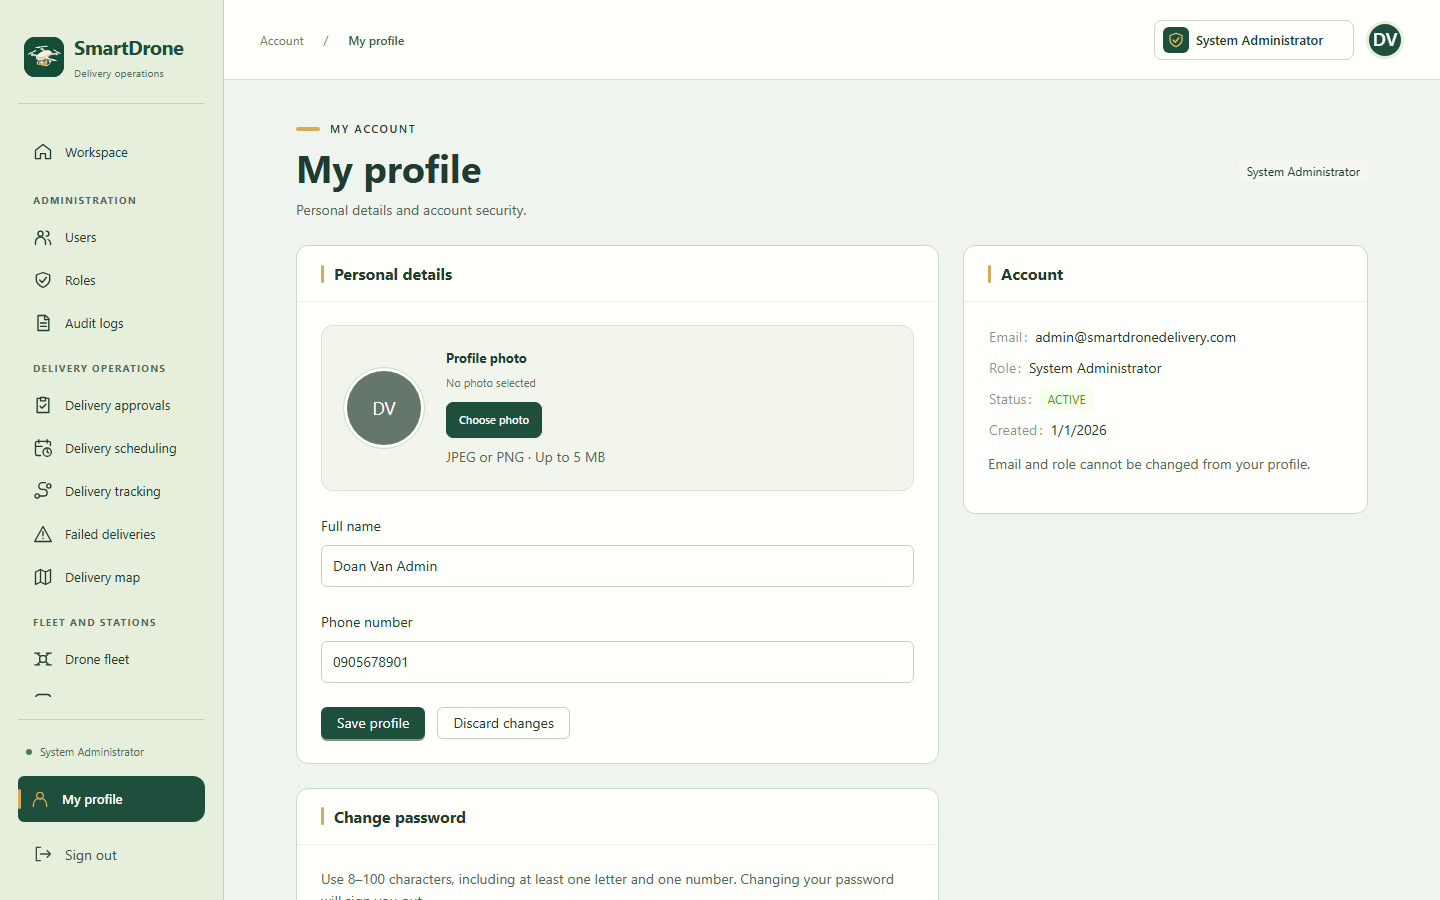 SmartDrone
Delivery operations
Workspace
ADMINISTRATION
Users
Roles
Audit logs
DELIVERY OPERATIONS
Delivery approvals
Delivery scheduling
Delivery tracking
Failed deliveries
Delivery map
FLEET AND STATIONS
Drone fleet
System Administrator
My profile
Sign out
Account / My profile
System Administrator
DV
MY ACCOUNT
My profile
System Administrator
Personal details and account security.
Personal details
DV
Profile photo
No photo selected
Choose photo
JPEG or PNG · Up to 5 MB
Full name
Doan Van Admin
Phone number
0905678901
Save profile
Discard changes
Change password
Use 8–100 characters, including at least one letter and one number. Changing your password
will sign you out.
Account
Email: admin@smartdronedelivery.com
Role: System Administrator
Status: ACTIVE
Created: 1/1/2026
Email and role cannot be changed from your profile.